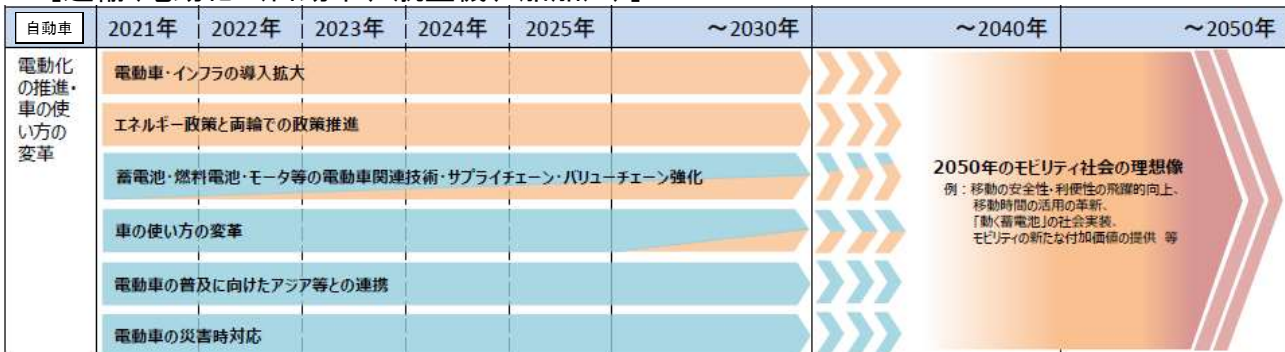 自動車 2021年 2022年 2023年 2024年 2025年 ～2030年 ～2040年 ～2050年
電動化
の推進・
車の使
い方の
変革
電動車・インフラの導入拡大
エネルギー政策と両輪での政策推進
蓄電池・燃料電池・モータ等の電動車関連技術・サプライチェーン・バリューチェーン強化
車の使い方の変革
電動車の普及に向けたアジア等との連携
電動車の災害時対応
2050年のモビリティ社会の理想像
例：移動の安全性・利便性の飛躍的向上、
移動時間の活用の革新、
「動く蓄電池」の社会実装、
モビリティの新たな付加価値の提供 等